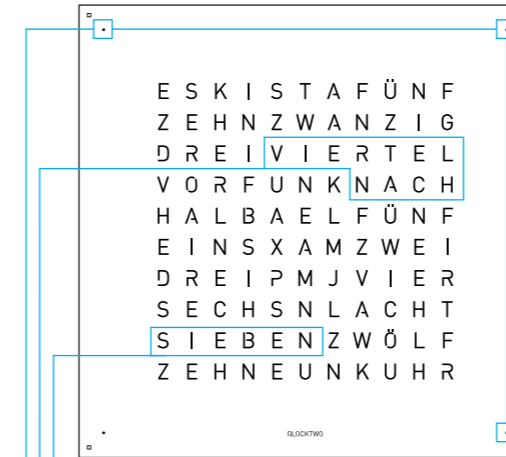 ESKISTAFÜNF
ZEHNZWANZIG
DREIVIERTEL
VORFUNKNACH
HALBAELFÜNF
EINSXAMZWEI
DREIPMJVIER
SECHSNLACHT
SIEBENZWÖLF
ZEHNEUNKUHR
QLOCKTWO